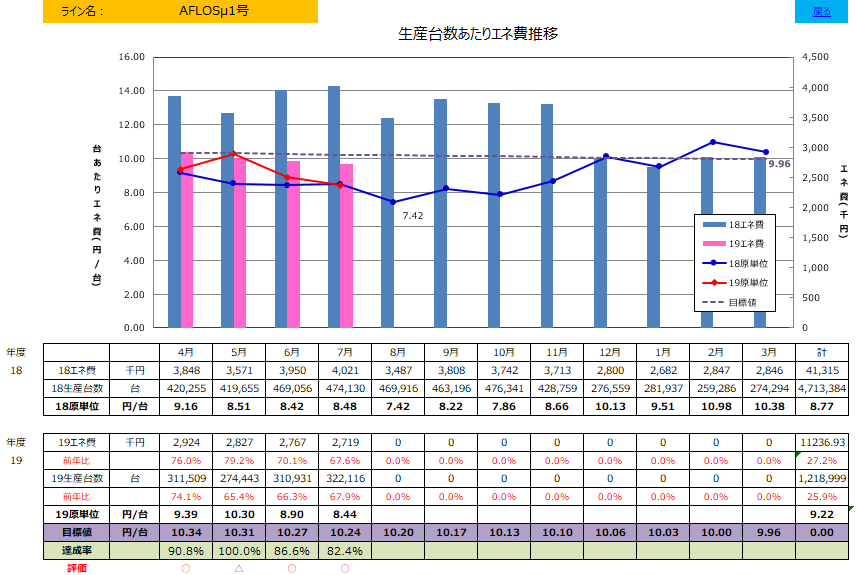 ライン名： AFLOSμ1号 戻る
生産台数あたりエネ費推移
16.00 4,500
14.00 4,000
12.00 3,500
10.00 3,000
8.00 2,500
6.00 2,000
4.00 1,500
2.00 1,000
0.00 500
0
台あたりエネ費(円/台)
エネ費(千円)
9.96
7.42
18エネ費
19エネ費
18原単位
19原単位
目標値
年度 4月 5月 6月 7月 8月 9月 10月 11月 12月 1月 2月 3月 計
18 18エネ費 千円 3,848 3,571 3,950 4,021 3,487 3,808 3,742 3,713 2,800 2,682 2,847 2,846 41,315
18生産台数 台 420,255 419,655 469,056 474,130 469,916 463,196 476,341 428,759 276,559 281,937 259,286 274,294 4,713,384
18原単位 円/台 9.16 8.51 8.42 8.48 7.42 8.22 7.86 8.66 10.13 9.51 10.98 10.38 8.77
年度 19エネ費 千円 2,924 2,827 2,767 2,719 0 0 0 0 0 0 0 0 11236.93
19 前年比 76.0% 79.2% 70.1% 67.6% 0.0% 0.0% 0.0% 0.0% 0.0% 0.0% 0.0% 0.0% 27.2%
19生産台数 台 311,509 274,443 310,931 322,116 0 0 0 0 0 0 0 0 1,218,999
前年比 74.1% 65.4% 66.3% 67.9% 0.0% 0.0% 0.0% 0.0% 0.0% 0.0% 0.0% 0.0% 25.9%
19原単位 円/台 9.39 10.30 8.90 8.44 9.22
目標値 円/台 10.34 10.31 10.27 10.24 10.20 10.17 10.13 10.10 10.06 10.03 10.00 9.96 0.00
達成率 90.8% 100.0% 86.6% 82.4%
評価 ○ △ ○ ○